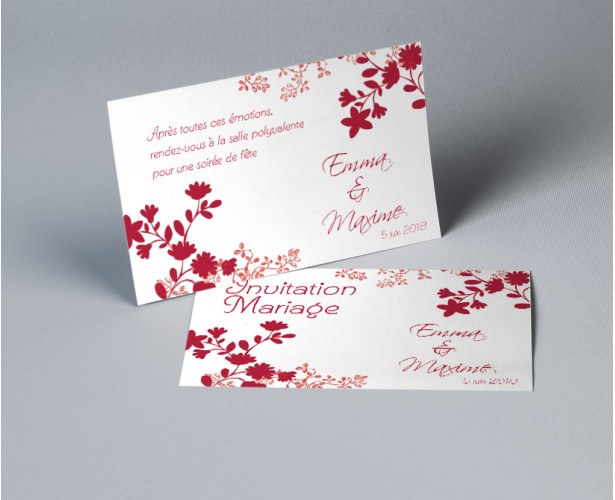 Après toutes ces émotions,
rendez-vous à la salle polyvalente
pour une soirée de fête
Emma
&
Maxime
5 juin 2018
Invitation
Mariage
Emma
&
Maxime
juin